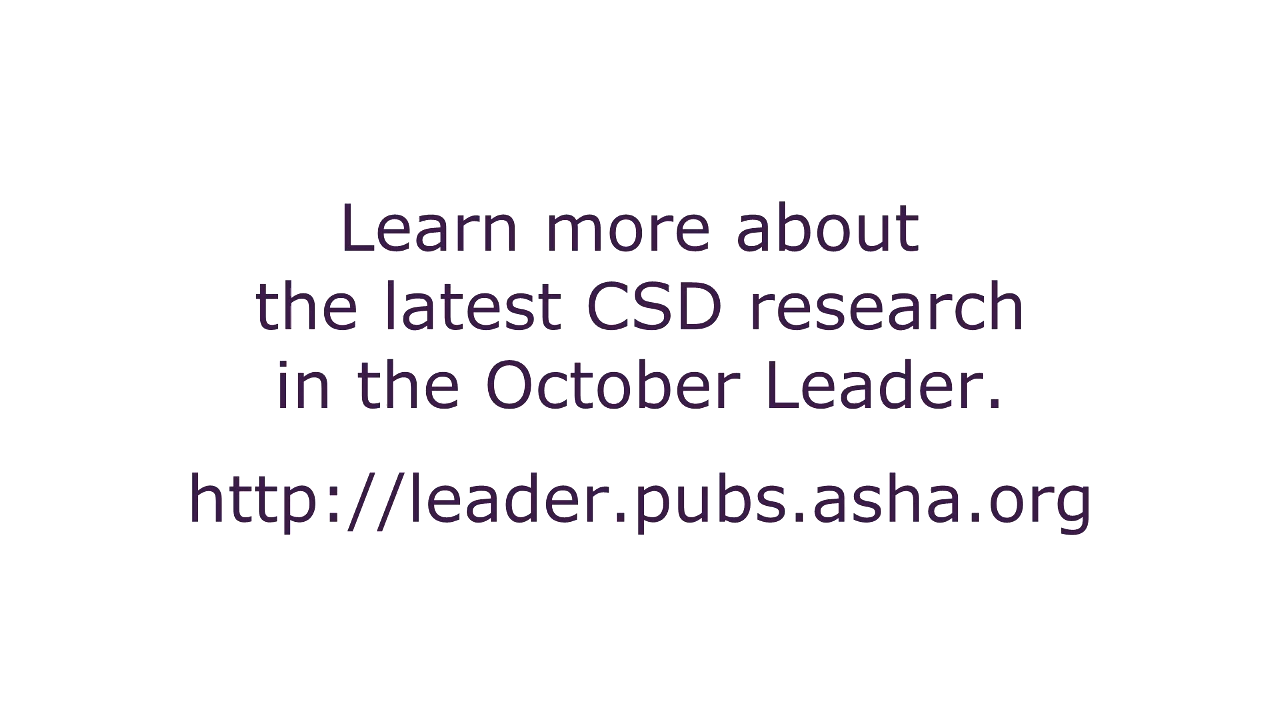 Learn more about
the latest CSD research
in the October Leader.
http://leader.pubs.asha.org